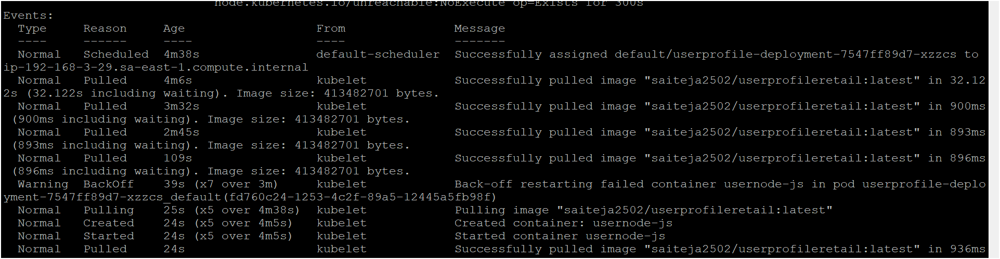 node.kubernetes.io/unreachable:NoExecute op=Exists for 300s
Events:
  Type     Reason     Age                   From               Message
  ----     ------     ----                  ----               -------
  Normal   Scheduled  4m38s                 default-scheduler  Successfully assigned default/userprofile-deployment-7547ff89d7-xzzcs to
ip-192-168-3-29.sa-east-1.compute.internal
  Normal   Pulled     4m6s                  kubelet            Successfully pulled image "saiteja2502/userprofileretail:latest" in 32.12
2s (32.122s including waiting). Image size: 413482701 bytes.
  Normal   Pulled     3m32s                 kubelet            Successfully pulled image "saiteja2502/userprofileretail:latest" in 900ms
 (900ms including waiting). Image size: 413482701 bytes.
  Normal   Pulled     2m45s                 kubelet            Successfully pulled image "saiteja2502/userprofileretail:latest" in 893ms
 (893ms including waiting). Image size: 413482701 bytes.
  Normal   Pulled     109s                  kubelet            Successfully pulled image "saiteja2502/userprofileretail:latest" in 896ms
 (896ms including waiting). Image size: 413482701 bytes.
  Warning  BackOff    39s (x7 over 3m)      kubelet            Back-off restarting failed container usernode-js in pod userprofile-deplo
yment-7547ff89d7-xzzcs_default(fd760c24-1253-4c2f-89a5-12445a5fb98f)
  Normal   Pulling    25s (x5 over 4m38s)   kubelet            Pulling image "saiteja2502/userprofileretail:latest"
  Normal   Created    24s (x5 over 4m5s)    kubelet            Created container: usernode-js
  Normal   Started    24s (x5 over 4m5s)    kubelet            Started container usernode-js
  Normal   Pulled     24s                   kubelet            Successfully pulled image "saiteja2502/userprofileretail:latest" in 936ms